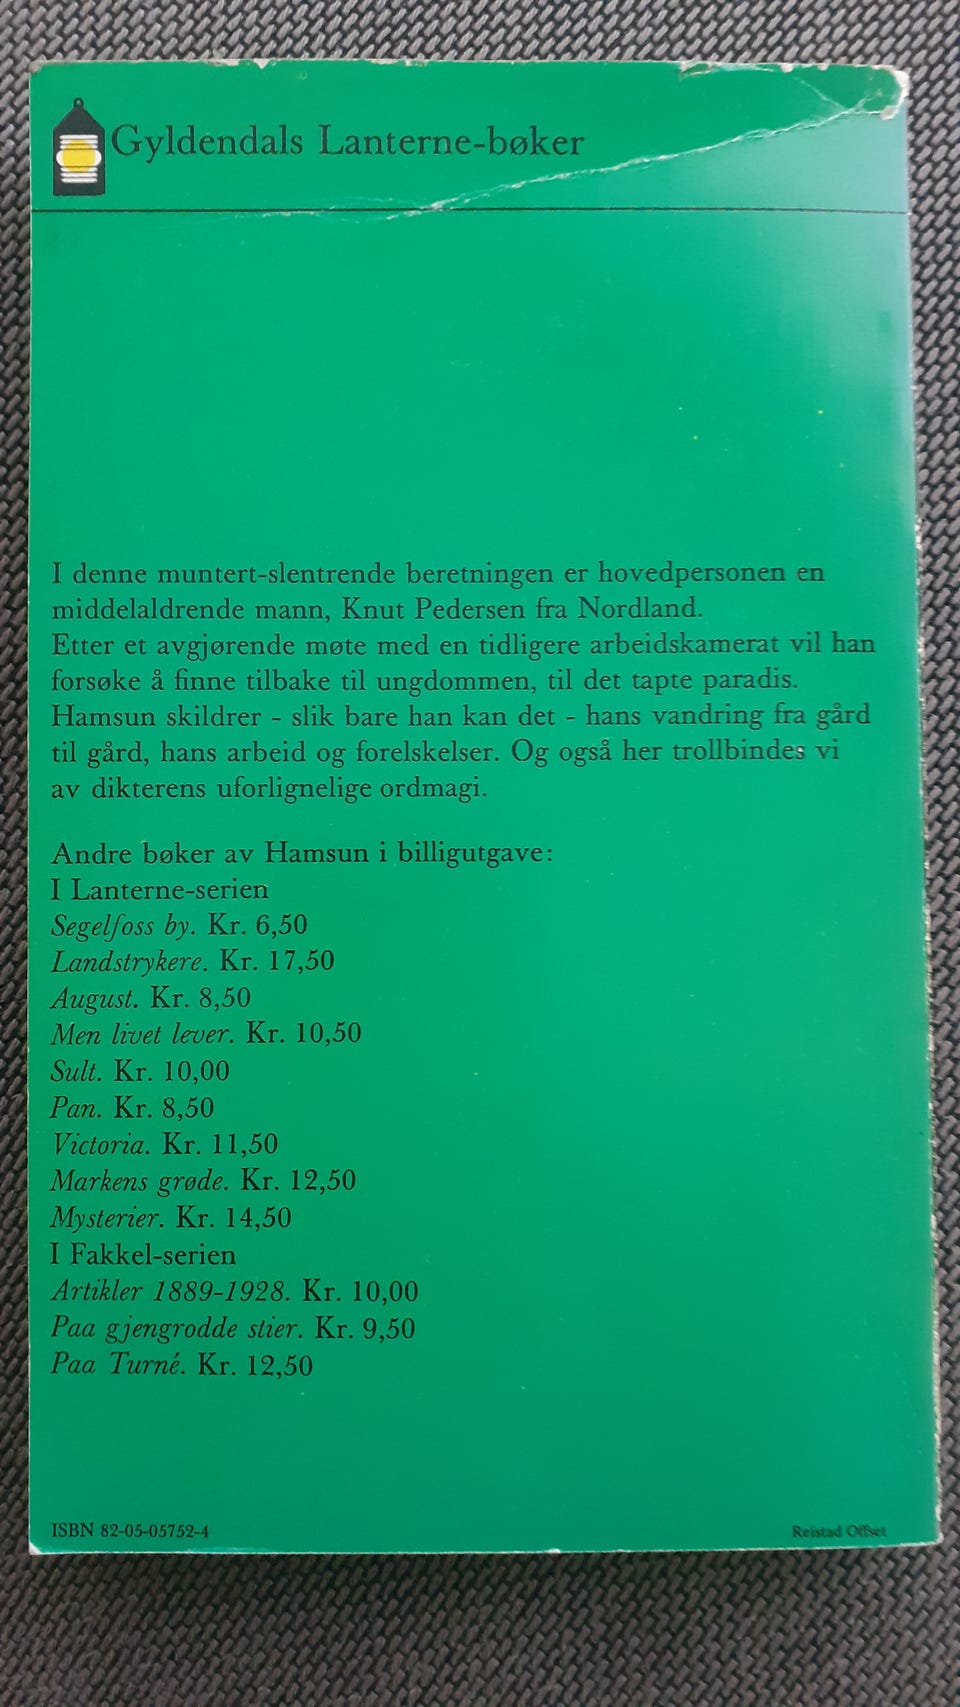 Gyldendals Lanterne-bøker
I denne muntert-slentrende beretningen er hovedpersonen en
middelaldrende mann, Knut Pedersen fra Nordland.
Etter et avgjørende møte med en tidligere arbeidskamerat vil han
forsøke å finne tilbake til ungdommen, til det tapte paradis.
Hamsun skildrer - slik bare han kan det - hans vandring fra gård
til gård, hans arbeid og forelskelser. Og også her trollbindes vi
av dikterens uforlignelige ordmagi.
Andre bøker av Hamsun i billigutgave:
I Lanterne-serien
Segelfoss by. Kr. 6,50
Landstrykere. Kr. 17,50
August. Kr. 8,50
Men livet lever. Kr. 10,50
Sult. Kr. 10,00
Pan. Kr. 8,50
Victoria. Kr. 11,50
Markens grøde. Kr. 12,50
Mysterier. Kr. 14,50
I Fakkel-serien
Artikler 1889-1928. Kr. 10,00
Paa gjengrodde stier. Kr. 9,50
Paa Turné. Kr. 12,50
ISBN 82-05-05752-4
Reistad Offset